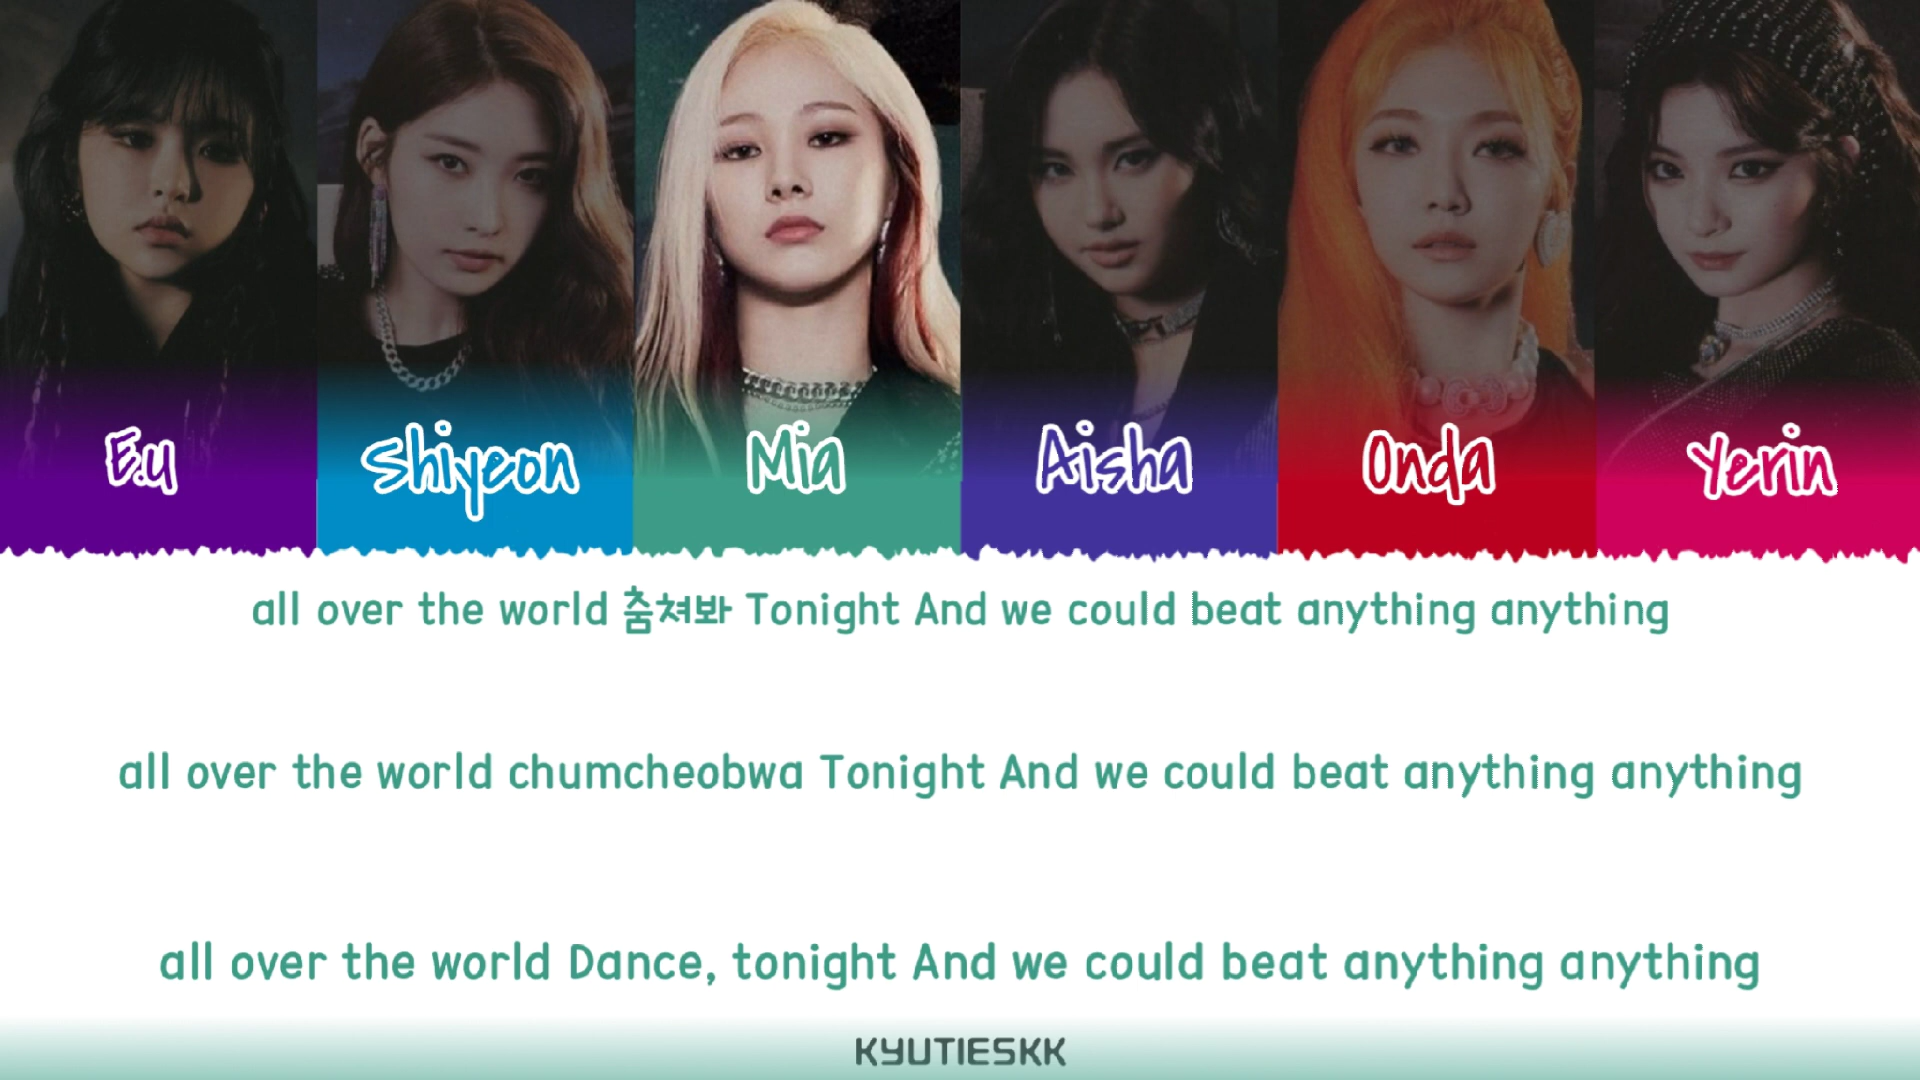 E.U Shiyeon Mia Aisha Onda Yerin
all over the world 춤쳐봐 Tonight And we could beat anything anything
all over the world chumcheobwa Tonight And we could beat anything anything
all over the world Dance, tonight And we could beat anything anything
KYUTIESKK